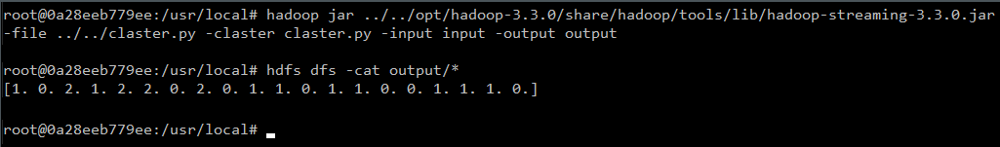 root@0a28eeb779ee:/usr/local# hadoop jar ../../opt/hadoop-3.3.0/share/hadoop/tools/lib/hadoop-streaming-3.3.0.jar
-file ../../claster.py -claster claster.py -input input -output output
root@0a28eeb779ee:/usr/local# hdfs dfs -cat output/*
[1. 0. 2. 1. 2. 2. 0. 2. 0. 1. 1. 0. 1. 1. 0. 0. 1. 1. 1. 0.]
root@0a28eeb779ee:/usr/local#